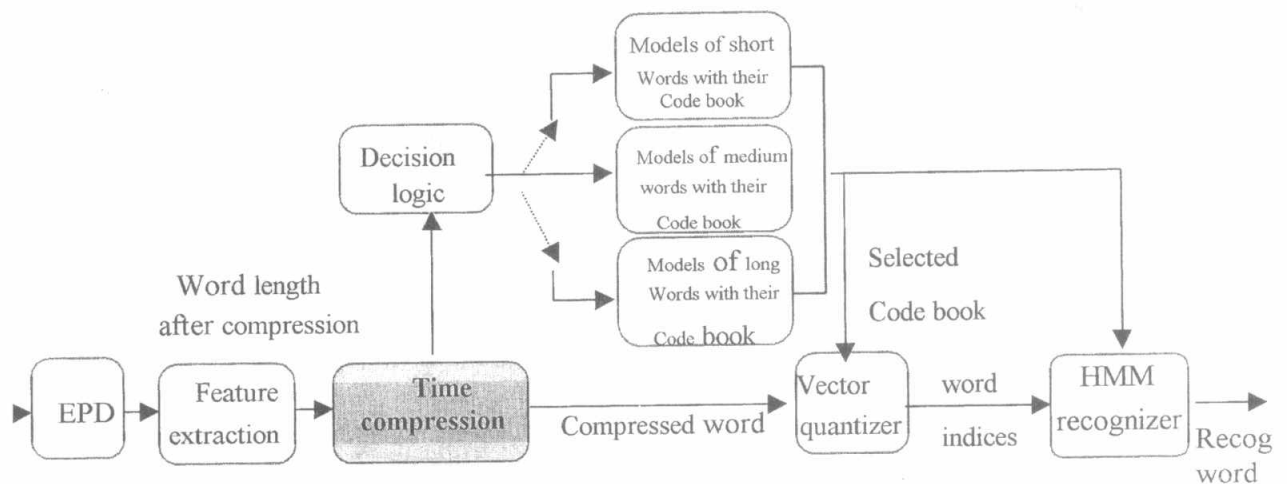 Models of short
Words with their
Code book
Decision
logic
Models of medium
words with their
Code book
Models of long
Words with their
Code book
Selected
Code book
Word length
after compression
EPD
Feature
extraction
Time
compression
Compressed word
Vector
quantizer
word
indices
HMM
recognizer
Recog
word